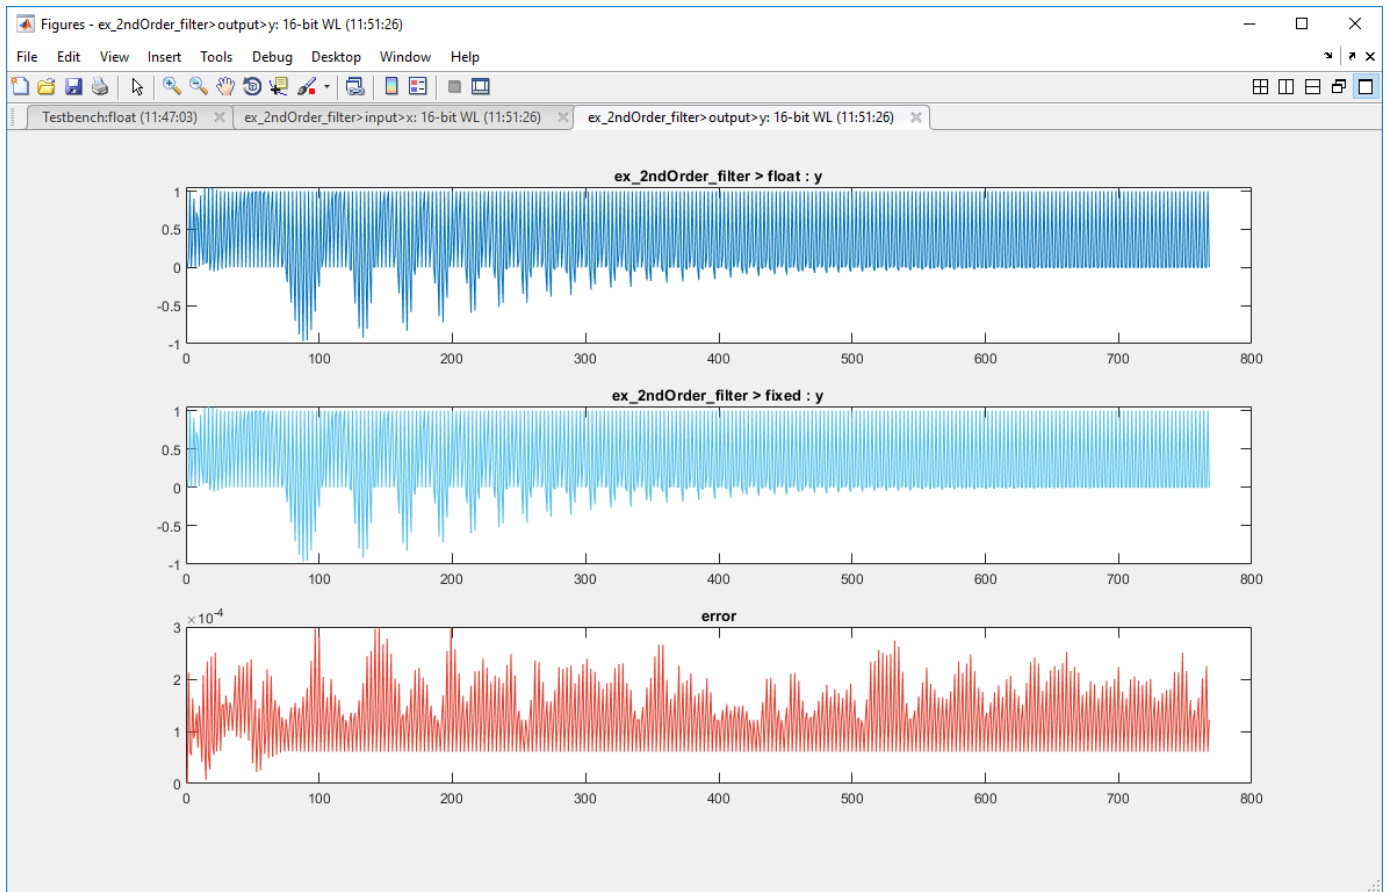 Figures - ex_2ndOrder_filter>output>y: 16-bit WL (11:51:26)
File Edit View Insert Tools Debug Desktop Window Help
Testbench:float (11:47:03) ex_2ndOrder_filter>input>x: 16-bit WL (11:51:26) ex_2ndOrder_filter>output>y: 16-bit WL (11:51:26)
ex_2ndOrder_filter > float : y
1
0.5
0
-0.5
-1
0 100 200 300 400 500 600 700 800
ex_2ndOrder_filter > fixed : y
1
0.5
0
-0.5
-1
0 100 200 300 400 500 600 700 800
×10⁻⁴
error
3
2
1
0
0 100 200 300 400 500 600 700 800